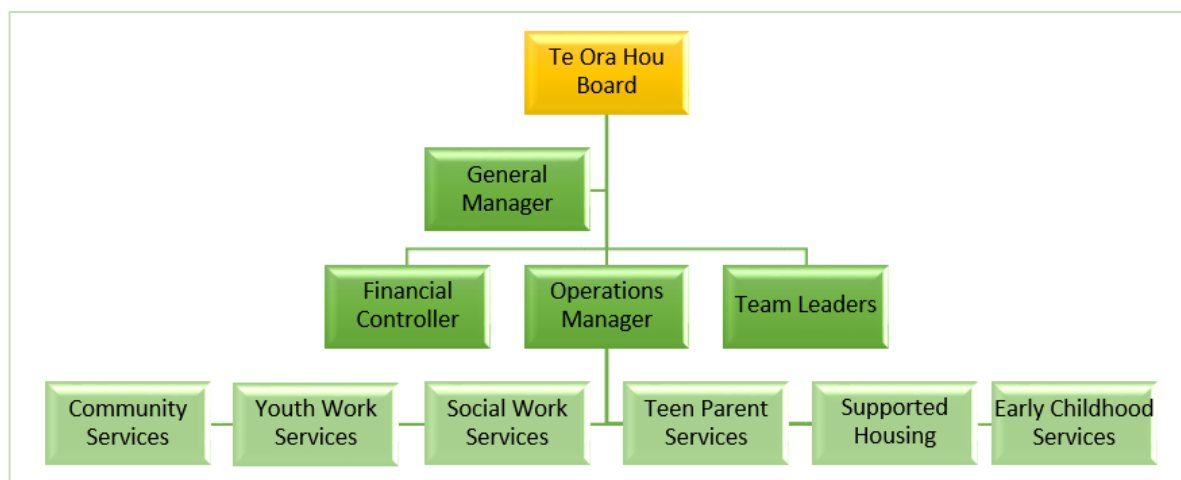 Te Ora Hou
Board
General
Manager
Financial
Controller
Operations
Manager
Team Leaders
Community
Services
Youth Work
Services
Social Work
Services
Teen Parent
Services
Supported
Housing
Early Childhood
Services